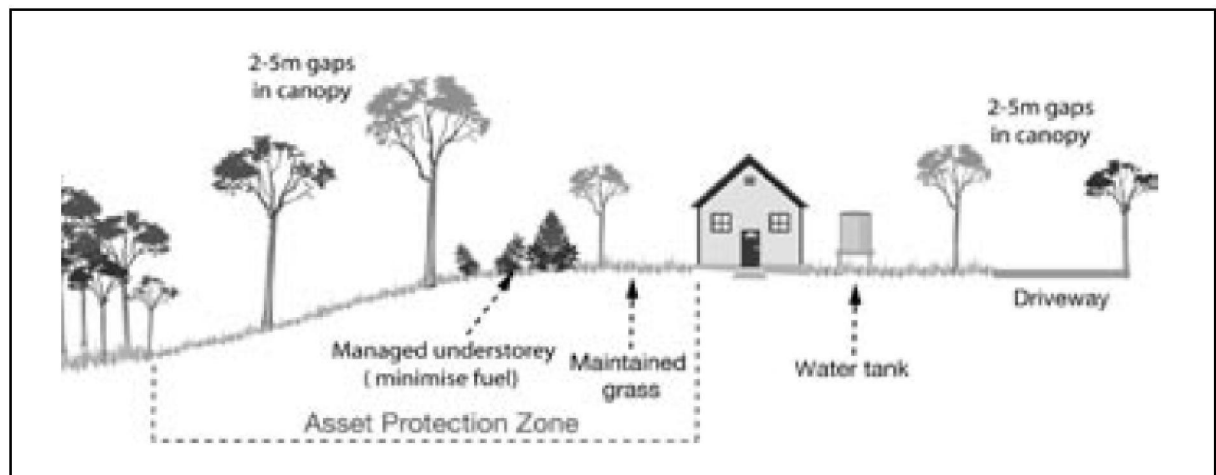 2-5m gaps
in canopy
2-5m gaps
in canopy
Driveway
Managed understorey
( minimise fuel)
Maintained
grass
Water tank
Asset Protection Zone